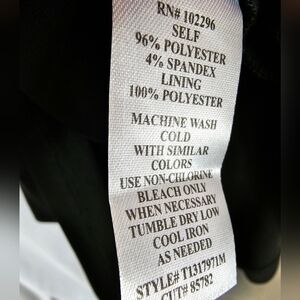 RN# 102296
SELF
96% POLYESTER
4% SPANDEX
LINING
100% POLYESTER
MACHINE WASH
COLD
WITH SIMILAR
COLORS
USE NON-CHLORINE
BLEACH ONLY
WHEN NECESSARY
TUMBLE DRY LOW
COOL IRON
AS NEEDED
STYLE# T1317971M
CUT# 85782